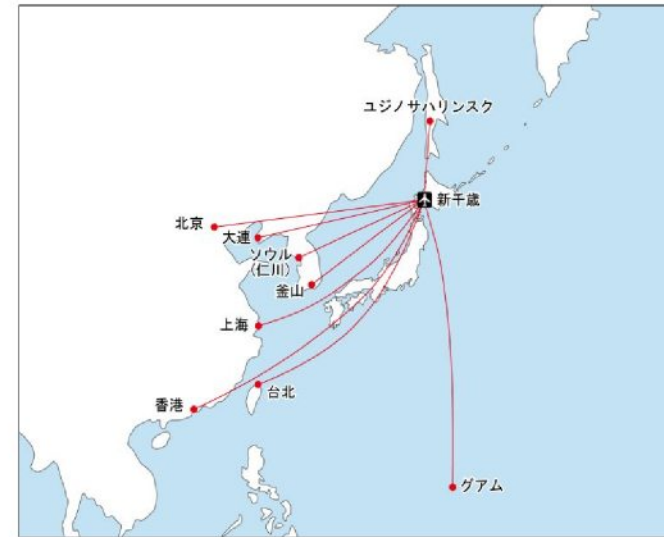 ユジノサハリンスク
新千歳
北京
大連
ソウル
(仁川)
釜山
上海
台北
香港
グアム